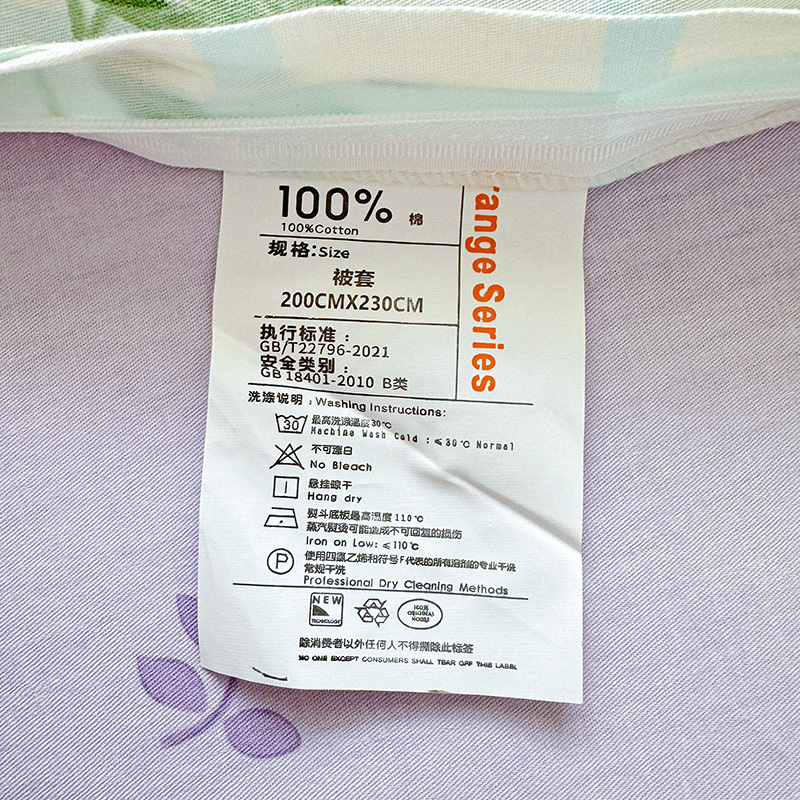 100% 棉
100%Cotton
规格:Size
被套
200CMX230CM
执行标准：
GB/T22796-2021
安全类别：
GB 18401-2010 B类
range Series
洗涤说明：Washing Instructions:
30
最高洗涤温度30℃
Machine Wash Cold : ≤30℃ Normal
不可漂白
No Bleach
悬挂晾干
Hang dry
熨斗底板最高温度110℃
蒸汽熨烫可能造成不可回复的损伤
Iron on Low: ≤110℃
P
使用四氯乙烯和符号F代表的所有溶剂的专业干洗
常规干洗
Professional Dry Cleaning Methods
NEW
TECHNOLOGY
100%
ORIGINAL
除消费者以外任何人不得撕除此标签
NO ONE EXCEPT CONSUMERS SHALL TEAR OFF THIS LABEL